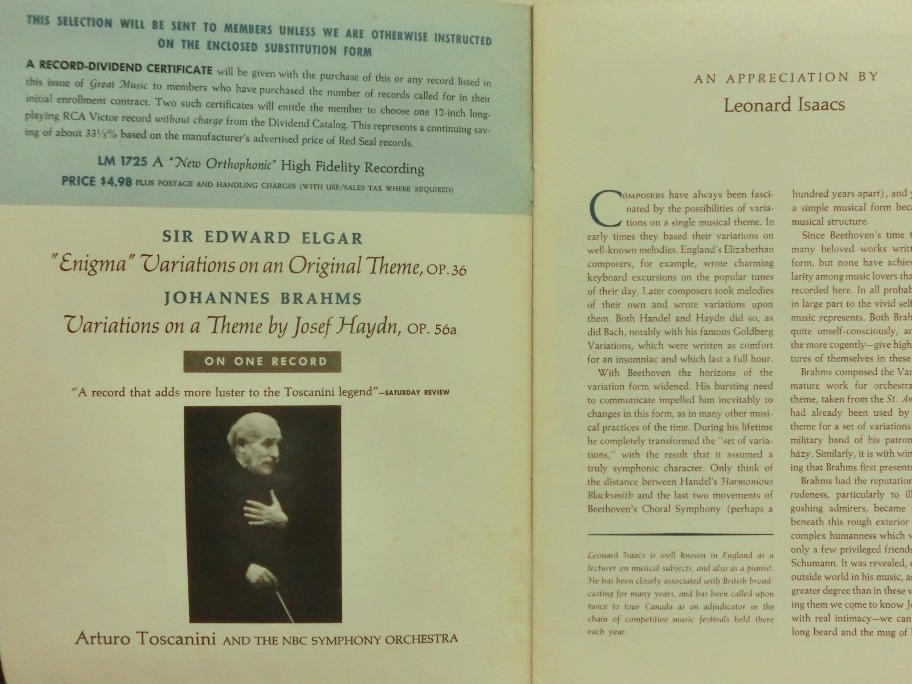 THIS SELECTION WILL BE SENT TO MEMBERS UNLESS WE ARE OTHERWISE INSTRUCTED
ON THE ENCLOSED SUBSTITUTION FORM
A RECORD-DIVIDEND CERTIFICATE will be given with the purchase of this or any record listed in
this issue of Great Music to members who have purchased the number of records called for in their
initial enrollment contract. Two such certificates will entitle the member to choose one 12-inch long-
playing RCA Victor record without charge from the Dividend Catalog. This represents a continuing sav-
ing of about 33⅓% based on the manufacturer's advertised price of Red Seal records.
LM 1725 A "New Orthophonic" High Fidelity Recording
PRICE $4.98 PLUS POSTAGE AND HANDLING CHARGES (WITH USE/SALES TAX WHERE REQUIRED)
SIR EDWARD ELGAR
"Enigma" Variations on an Original Theme, OP. 36
JOHANNES BRAHMS
Variations on a Theme by Josef Haydn, OP. 56a
ON ONE RECORD
"A record that adds more luster to the Toscanini legend"—SATURDAY REVIEW
Arturo Toscanini AND THE NBC SYMPHONY ORCHESTRA
AN APPRECIATION BY
Leonard Isaacs
COMPOSERS have always been fasci-
nated by the possibilities of varia-
tions on a single musical theme. In
early times they based their variations on
well-known melodies. England's Elizabethan
composers, for example, wrote charming
keyboard excursions on the popular tunes
of their day. Later composers took melodies
of their own and wrote variations upon
them. Both Handel and Haydn did so, as
did Bach, notably with his famous Goldberg
Variations, which were written as comfort
for an insomniac and which last a full hour.
With Beethoven the horizons of the
variation form widened. His bursting need
to communicate impelled him inevitably to
changes in this form, as in many other musi-
cal practices of the time. During his lifetime
he completely transformed the "set of varia-
tions," with the result that it assumed a
truly symphonic character. Only think of
the distance between Handel's Harmonious
Blacksmith and the last two movements of
Beethoven's Choral Symphony (perhaps a
Leonard Isaacs is well known in England as a
lecturer on musical subjects, and also as a pianist.
He has been closely associated with British broad-
casting for many years, and has been called upon
twice to tour Canada as an adjudicator in the
chain of competitive music festivals held there
each year.
hundred years apart), and
a simple musical form beca
musical structure.
Since Beethoven's time t
many beloved works writt
form, but none have achiev
larity among music lovers tha
recorded here. In all probab
in large part to the vivid self
music represents. Both Brah
quite unself-consciously, an
the more cogently—give high
tures of themselves in these
Brahms composed the Var
mature work for orchestra
theme, taken from the St. An
had already been used by
theme for a set of variations
military band of his patron
házy. Similarly, it is with win
ing that Brahms first presents
Brahms had the reputation
rudeness, particularly to ill
gushing admirers, became
beneath this rough exterior
complex humanness which w
only a few privileged friends
Schumann. It was revealed,
outside world in his music, a
greater degree than in these v
ing them we come to know J
with real intimacy—we can
long beard and the mug of b